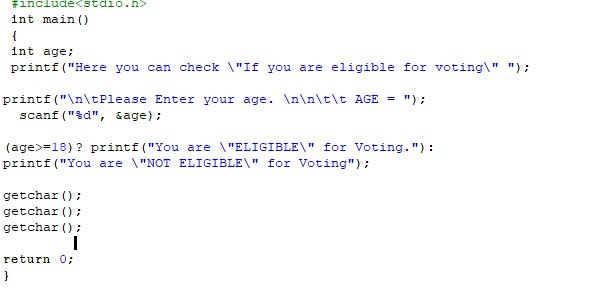 #include<stdio.h>
int main()
{
int age;
printf("Here you can check \"If you are eligible for voting\" ");
printf("\n\tPlease Enter your age. \n\n\t\t AGE = ");
scanf("%d", &age);
(age>=18)? printf("You are \"ELIGIBLE\" for Voting."):
printf("You are \"NOT ELIGIBLE\" for Voting");
getchar();
getchar();
getchar();
return 0;
}